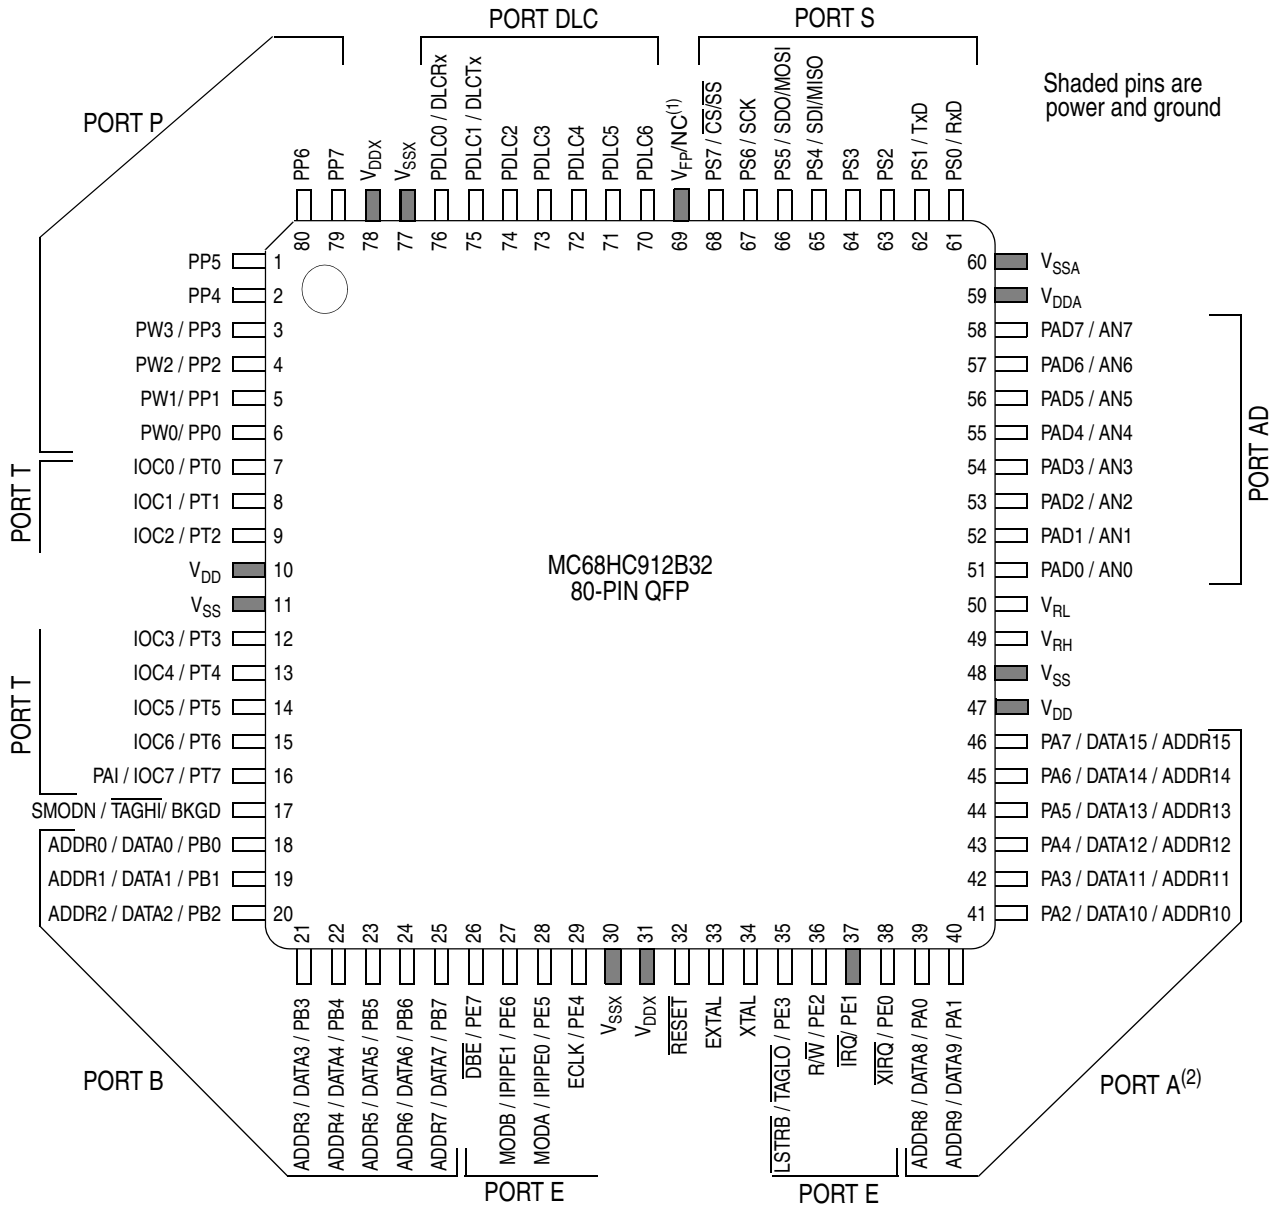 PORT DLC
PORT S
Shaded pins are
power and ground
PORT P
PP6
PP7
VDDX
VSSX
PDLC0 / DLCRx
PDLC1 / DLCTx
PDLC2
PDLC3
PDLC4
PDLC5
PDLC6
VFP/NC(1)
PS7 / CS/SS
PS6 / SCK
PS5 / SDO/MOSI
PS4 / SDI/MISO
PS3
PS2
PS1 / TxD
PS0 / RxD
80
79
78
77
76
75
74
73
72
71
70
69
68
67
66
65
64
63
62
61
PP5 1
PP4 2
PW3 / PP3 3
PW2 / PP2 4
PW1/ PP1 5
PW0/ PP0 6
PORT T
IOC0 / PT0 7
IOC1 / PT1 8
IOC2 / PT2 9
VDD 10
VSS 11
PORT T
IOC3 / PT3 12
IOC4 / PT4 13
IOC5 / PT5 14
IOC6 / PT6 15
PAI / IOC7 / PT7 16
SMODN / TAGHI/ BKGD 17
ADDR0 / DATA0 / PB0 18
ADDR1 / DATA1 / PB1 19
ADDR2 / DATA2 / PB2 20
MC68HC912B32
80-PIN QFP
60 VSSA
59 VDDA
58 PAD7 / AN7
57 PAD6 / AN6
56 PAD5 / AN5
55 PAD4 / AN4
54 PAD3 / AN3
53 PAD2 / AN2
52 PAD1 / AN1
51 PAD0 / AN0
PORT AD
50 VRL
49 VRH
48 VSS
47 VDD
46 PA7 / DATA15 / ADDR15
45 PA6 / DATA14 / ADDR14
44 PA5 / DATA13 / ADDR13
43 PA4 / DATA12 / ADDR12
42 PA3 / DATA11 / ADDR11
41 PA2 / DATA10 / ADDR10
21
22
23
24
25
26
27
28
29
30
31
32
33
34
35
36
37
38
39
40
ADDR3 / DATA3 / PB3
ADDR4 / DATA4 / PB4
ADDR5 / DATA5 / PB5
ADDR6 / DATA6 / PB6
ADDR7 / DATA7 / PB7
DBE / PE7
MODB / IPIPE1 / PE6
MODA / IPIPE0 / PE5
ECLK / PE4
VSSX
VDDX
RESET
EXTAL
XTAL
LSTRB / TAGLO / PE3
R/W / PE2
IRQ/ PE1
XIRQ / PE0
ADDR8 / DATA8 / PA0
ADDR9 / DATA9 / PA1
PORT B
PORT A(2)
PORT E
PORT E